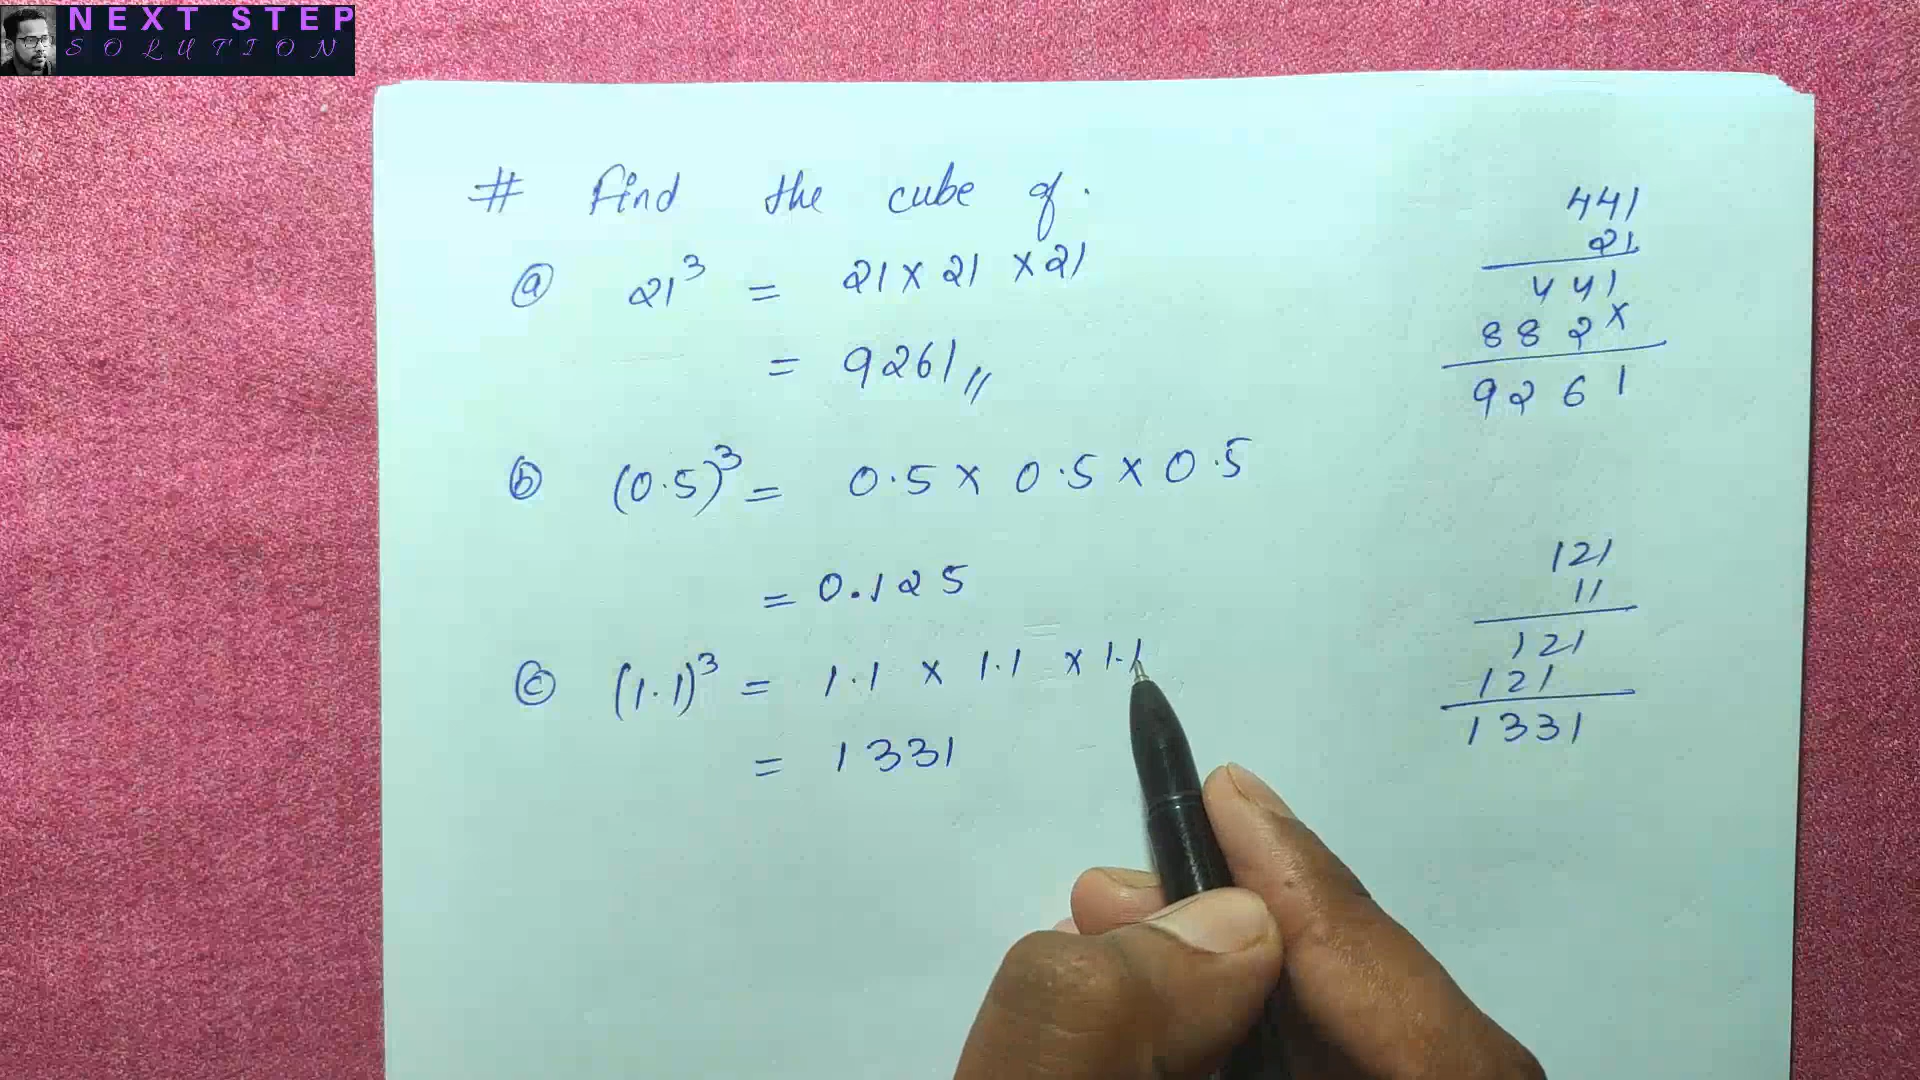 NEXT STEP
SOLUTION
# Find the cube of.
ⓐ 21³ = 21 × 21 × 21
= 9261 //
ⓑ (0.5)³ = 0.5 × 0.5 × 0.5
= 0.125
ⓒ (1.1)³ = 1.1 × 1.1 × 1.1
= 1331
441
21
441
882×
9261
121
11
121
121
1331